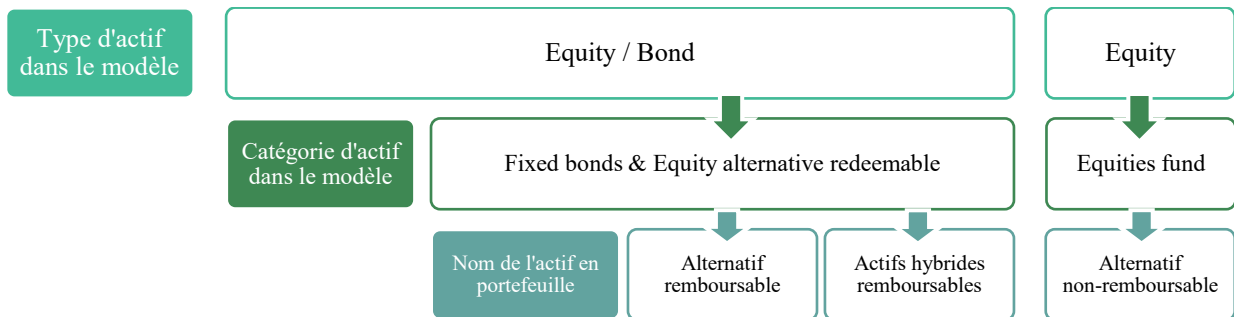 Type d'actif
dans le modèle
Equity / Bond
Equity
Catégorie d'actif
dans le modèle
Fixed bonds & Equity alternative redeemable
Equities fund
Nom de l'actif en
portefeuille
Alternatif
remboursable
Actifs hybrides
remboursables
Alternatif
non-remboursable